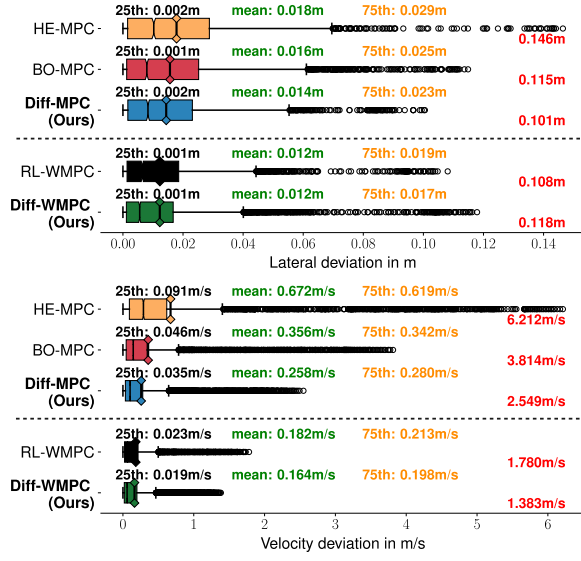 25th: 0.002m mean: 0.018m 75th: 0.029m
HE-MPC
0.146m
25th: 0.001m mean: 0.016m 75th: 0.025m
BO-MPC
0.115m
25th: 0.002m mean: 0.014m 75th: 0.023m
Diff-MPC
(Ours)
0.101m
25th: 0.001m mean: 0.012m 75th: 0.019m
RL-WMPC
0.108m
25th: 0.001m mean: 0.012m 75th: 0.017m
Diff-WMPC
(Ours)
0.118m
0.00 0.02 0.04 0.06 0.08 0.10 0.12 0.14
Lateral deviation in m
25th: 0.091m/s mean: 0.672m/s 75th: 0.619m/s
HE-MPC
6.212m/s
25th: 0.046m/s mean: 0.356m/s 75th: 0.342m/s
BO-MPC
3.814m/s
25th: 0.035m/s mean: 0.258m/s 75th: 0.280m/s
Diff-MPC
(Ours)
2.549m/s
25th: 0.023m/s mean: 0.182m/s 75th: 0.213m/s
RL-WMPC
1.780m/s
25th: 0.019m/s mean: 0.164m/s 75th: 0.198m/s
Diff-WMPC
(Ours)
1.383m/s
0 1 2 3 4 5 6
Velocity deviation in m/s